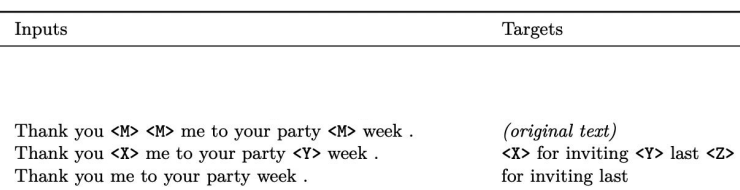 Inputs Targets
Thank you <M> <M> me to your party <M> week . (original text)
Thank you <X> me to your party <Y> week . <X> for inviting <Y> last <Z>
Thank you me to your party week . for inviting last